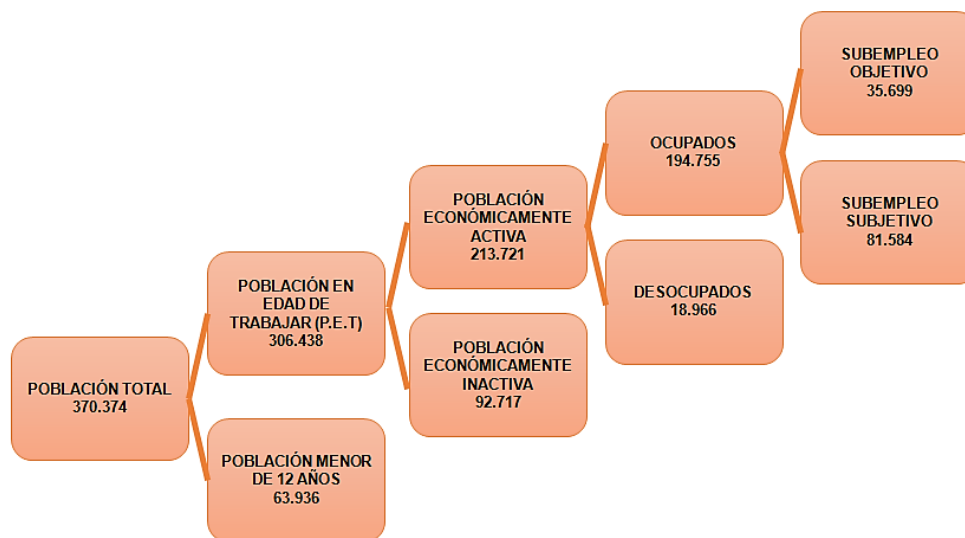 POBLACIÓN TOTAL
370.374
POBLACIÓN EN
EDAD DE
TRABAJAR (P.E.T)
306.438
POBLACIÓN MENOR
DE 12 AÑOS
63.936
POBLACIÓN
ECONÓMICAMENTE
ACTIVA
213.721
POBLACIÓN
ECONÓMICAMENTE
INACTIVA
92.717
OCUPADOS
194.755
DESOCUPADOS
18.966
SUBEMPLEO
OBJETIVO
35.699
SUBEMPLEO
SUBJETIVO
81.584